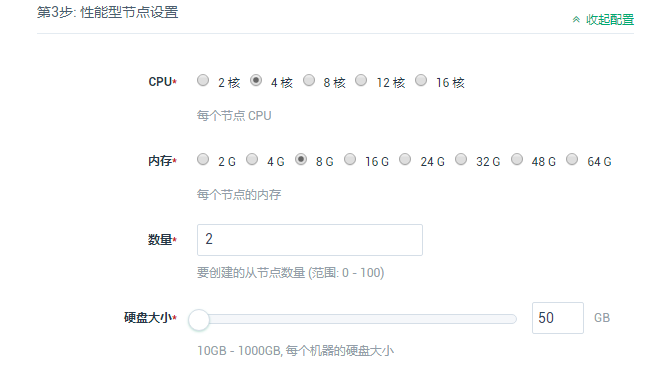 第3步: 性能型节点设置
收起配置
CPU* 2 核 4 核 8 核 12 核 16 核
每个节点 CPU
内存* 2 G 4 G 8 G 16 G 24 G 32 G 48 G 64 G
每个节点的内存
数量* 2
要创建的从节点数量 (范围: 0 - 100)
硬盘大小* 50 GB
10GB - 1000GB, 每个机器的硬盘大小